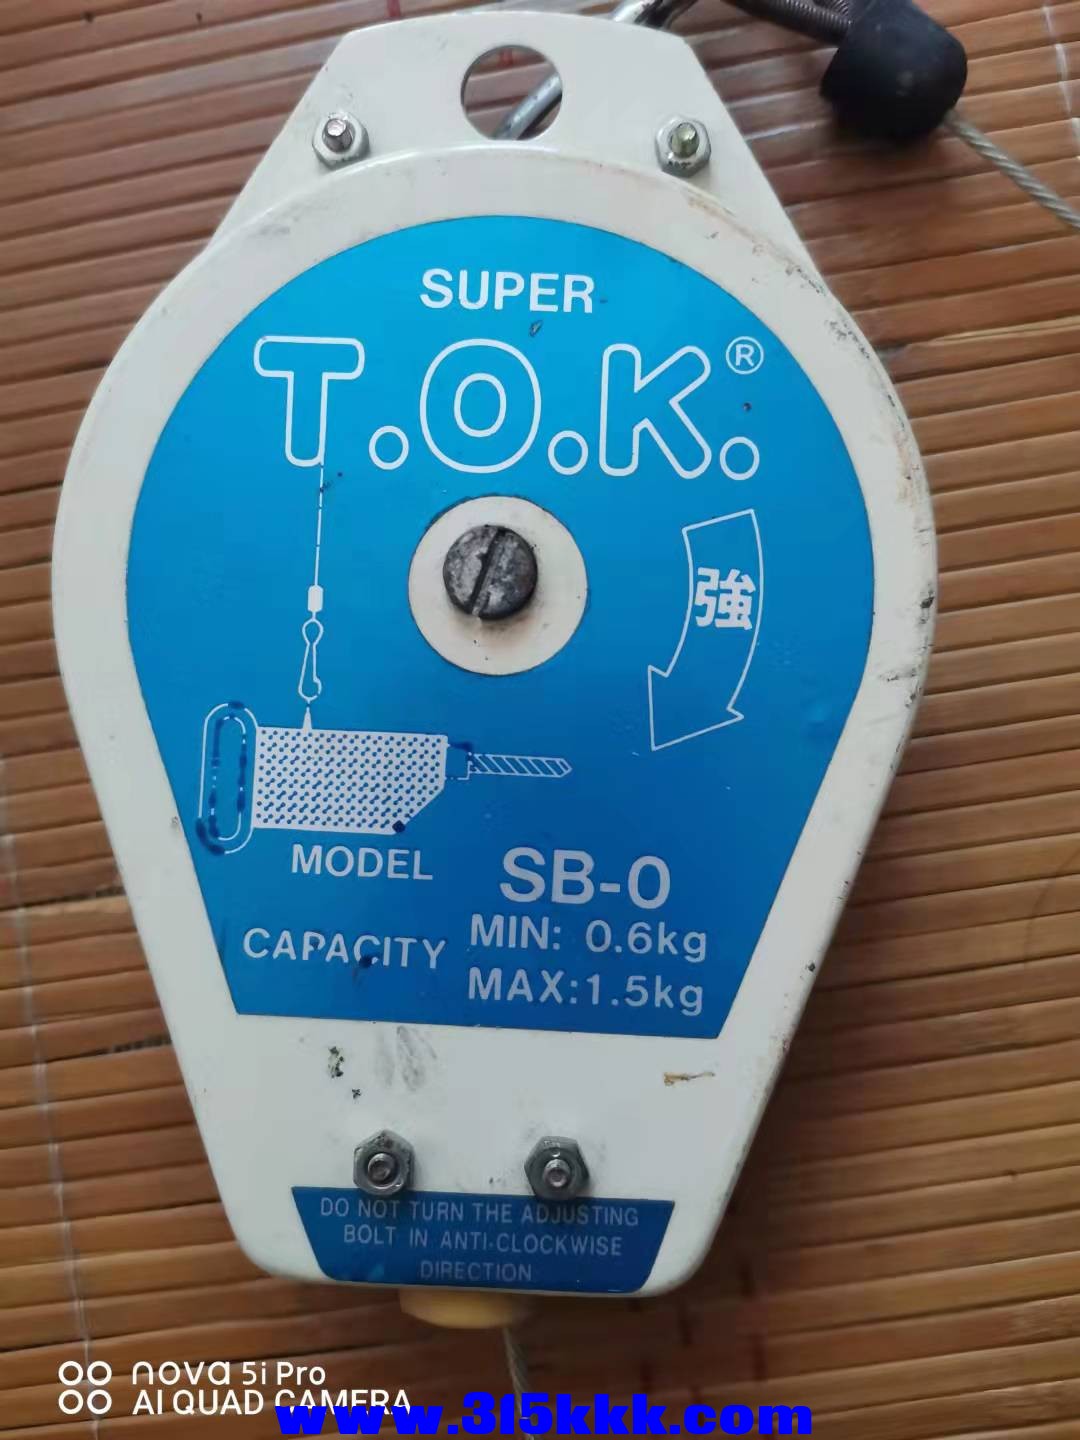 SUPER
T.O.K.®
強
MODEL SB-0
CAPACITY MIN: 0.6kg
MAX:1.5kg
DO NOT TURN THE ADJUSTING
BOLT IN ANTI-CLOCKWISE
DIRECTION
nova 5i Pro
AI QUAD CAMERA
www.315kkk.com